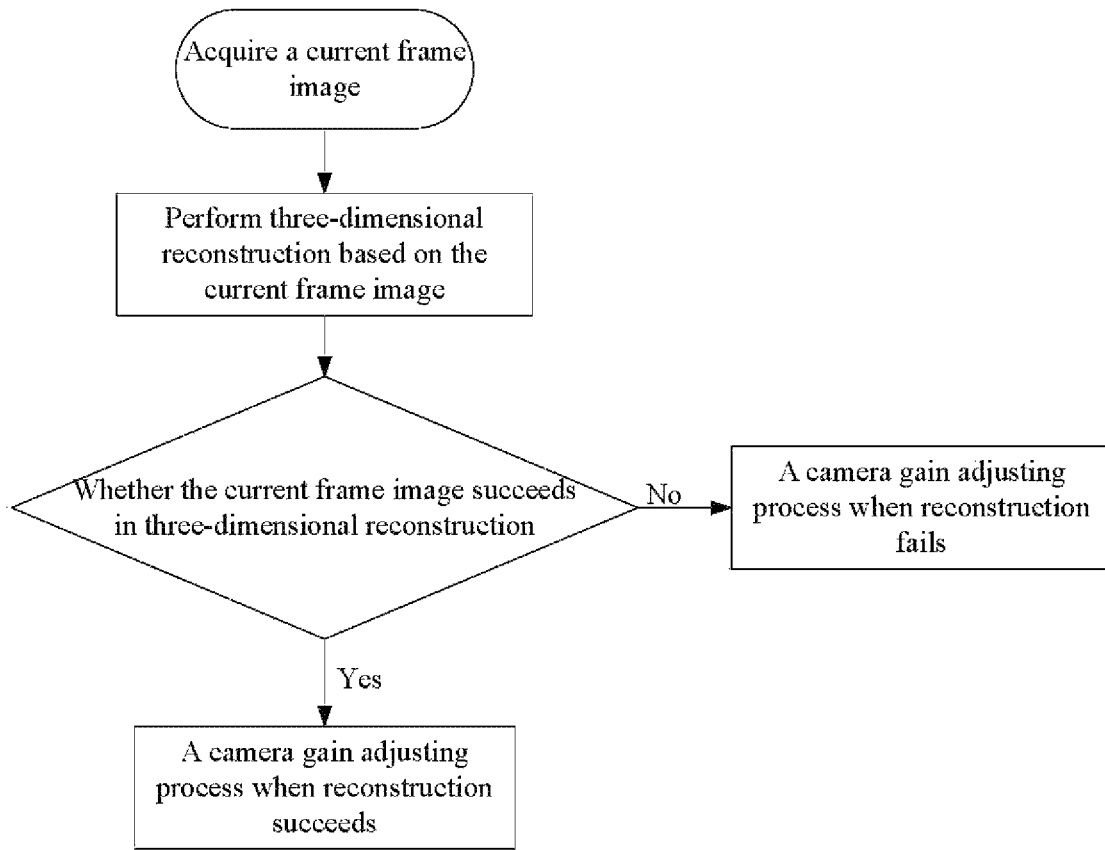 Acquire a current frame
image
Perform three-dimensional
reconstruction based on the
current frame image
Whether the current frame image succeeds
in three-dimensional reconstruction
No
A camera gain adjusting
process when reconstruction
fails
Yes
A camera gain adjusting
process when reconstruction
succeeds